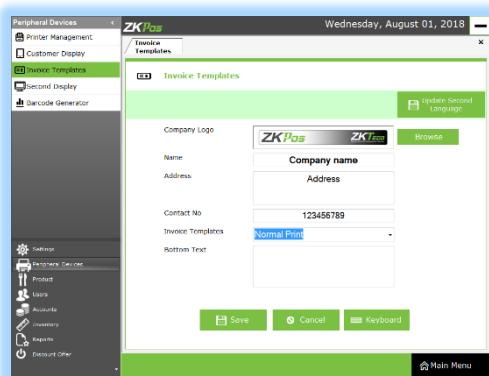 Peripheral Devices <
ZKPos
Wednesday, August 01, 2018
Printer Management
Customer Display
Invoice Templates
Second Display
Barcode Generator
Invoice
Templates
×
Invoice Templates
Update Second
Language
Company Logo
ZKPos
ZKTeco
Browse
Name
Company name
Address
Address
Contact No
123456789
Invoice Templates
Normal Print
Bottom Text
Save
Cancel
Keyboard
Settings
Peripheral Devices
Product
Users
Accounts
Inventory
Reports
Discount Offer
Main Menu